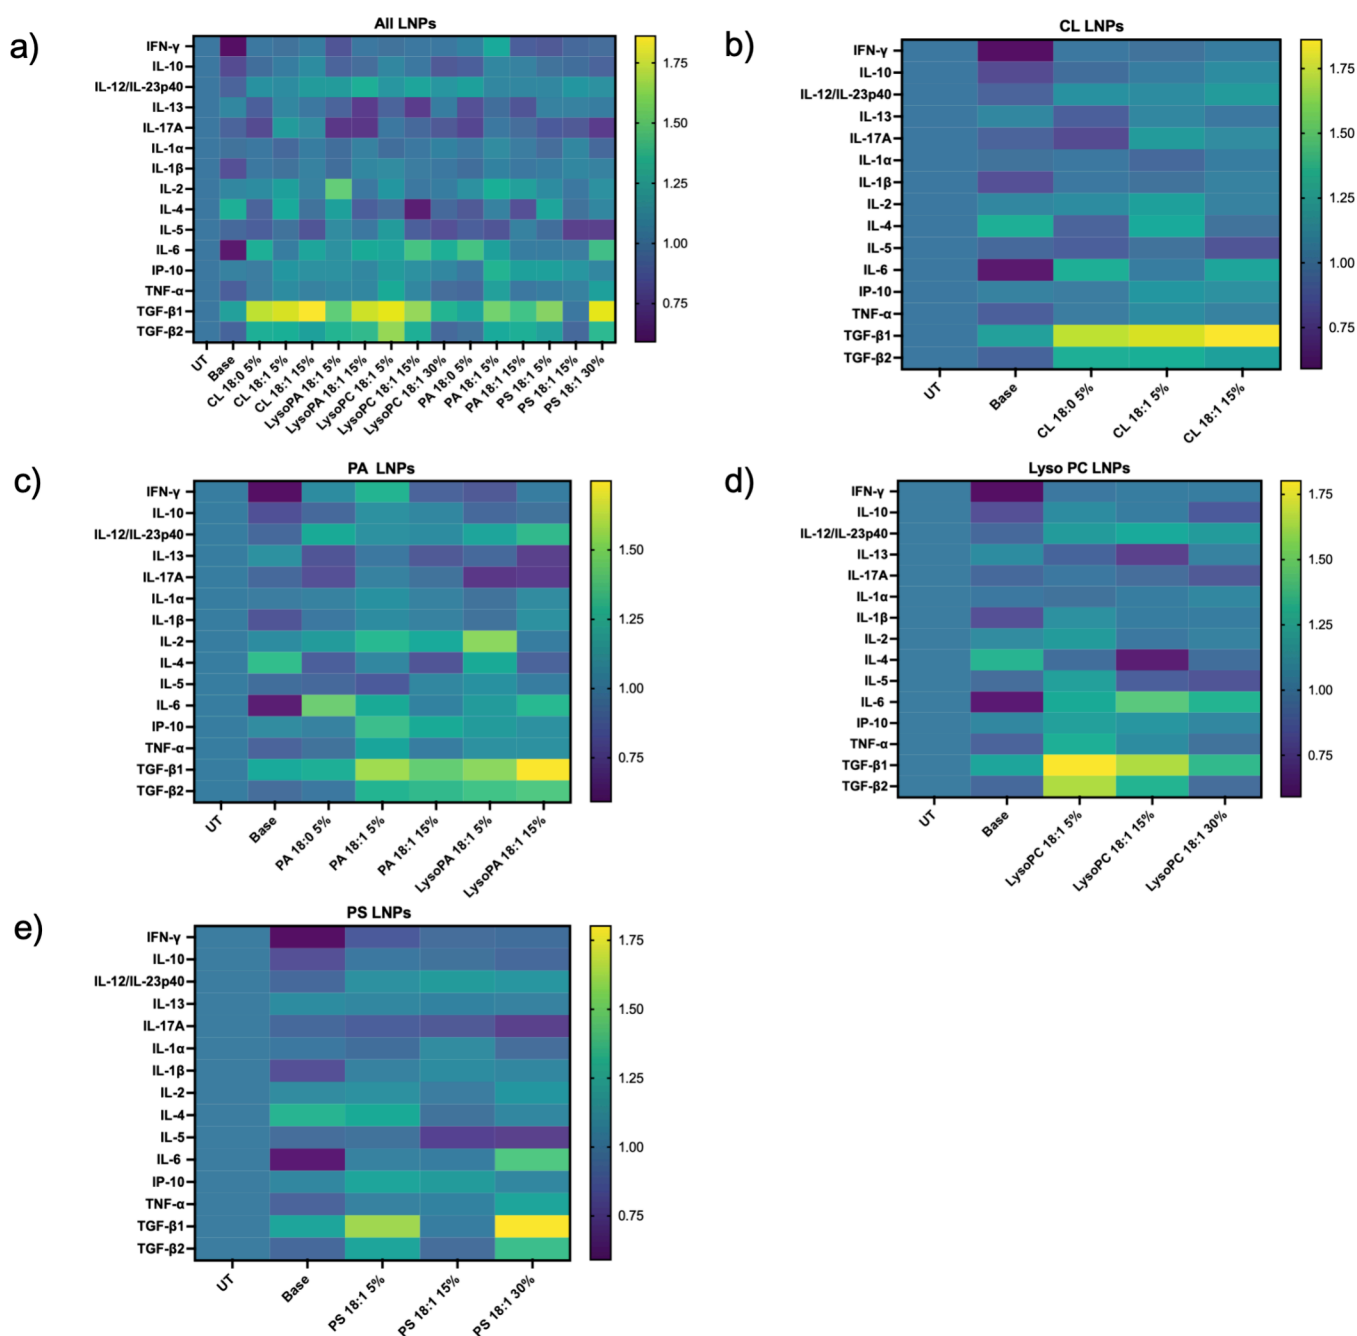 a)
All LNPs
IFN-γ
IL-10
IL-12/IL-23p40
IL-13
IL-17A
IL-1α
IL-1β
IL-2
IL-4
IL-5
IL-6
IP-10
TNF-α
TGF-β1
TGF-β2
UT
Base
CL 18:0 5%
CL 18:1 5%
CL 18:1 15%
LysoPA 18:1 5%
LysoPA 18:1 15%
LysoPC 18:1 5%
LysoPC 18:1 15%
LysoPC 18:1 30%
PA 18:0 5%
PA 18:1 5%
PA 18:1 15%
PS 18:1 5%
PS 18:1 15%
PS 18:1 30%
1.75
1.50
1.25
1.00
0.75
b)
CL LNPs
IFN-γ
IL-10
IL-12/IL-23p40
IL-13
IL-17A
IL-1α
IL-1β
IL-2
IL-4
IL-5
IL-6
IP-10
TNF-α
TGF-β1
TGF-β2
UT
Base
CL 18:0 5%
CL 18:1 5%
CL 18:1 15%
1.75
1.50
1.25
1.00
0.75
c)
PA LNPs
IFN-γ
IL-10
IL-12/IL-23p40
IL-13
IL-17A
IL-1α
IL-1β
IL-2
IL-4
IL-5
IL-6
IP-10
TNF-α
TGF-β1
TGF-β2
UT
Base
PA 18:0 5%
PA 18:1 5%
PA 18:1 15%
LysoPA 18:1 5%
LysoPA 18:1 15%
1.50
1.25
1.00
0.75
d)
Lyso PC LNPs
IFN-γ
IL-10
IL-12/IL-23p40
IL-13
IL-17A
IL-1α
IL-1β
IL-2
IL-4
IL-5
IL-6
IP-10
TNF-α
TGF-β1
TGF-β2
UT
Base
LysoPC 18:1 5%
LysoPC 18:1 15%
LysoPC 18:1 30%
1.75
1.50
1.25
1.00
0.75
e)
PS LNPs
IFN-γ
IL-10
IL-12/IL-23p40
IL-13
IL-17A
IL-1α
IL-1β
IL-2
IL-4
IL-5
IL-6
IP-10
TNF-α
TGF-β1
TGF-β2
UT
Base
PS 18:1 5%
PS 18:1 15%
PS 18:1 30%
1.75
1.50
1.25
1.00
0.75